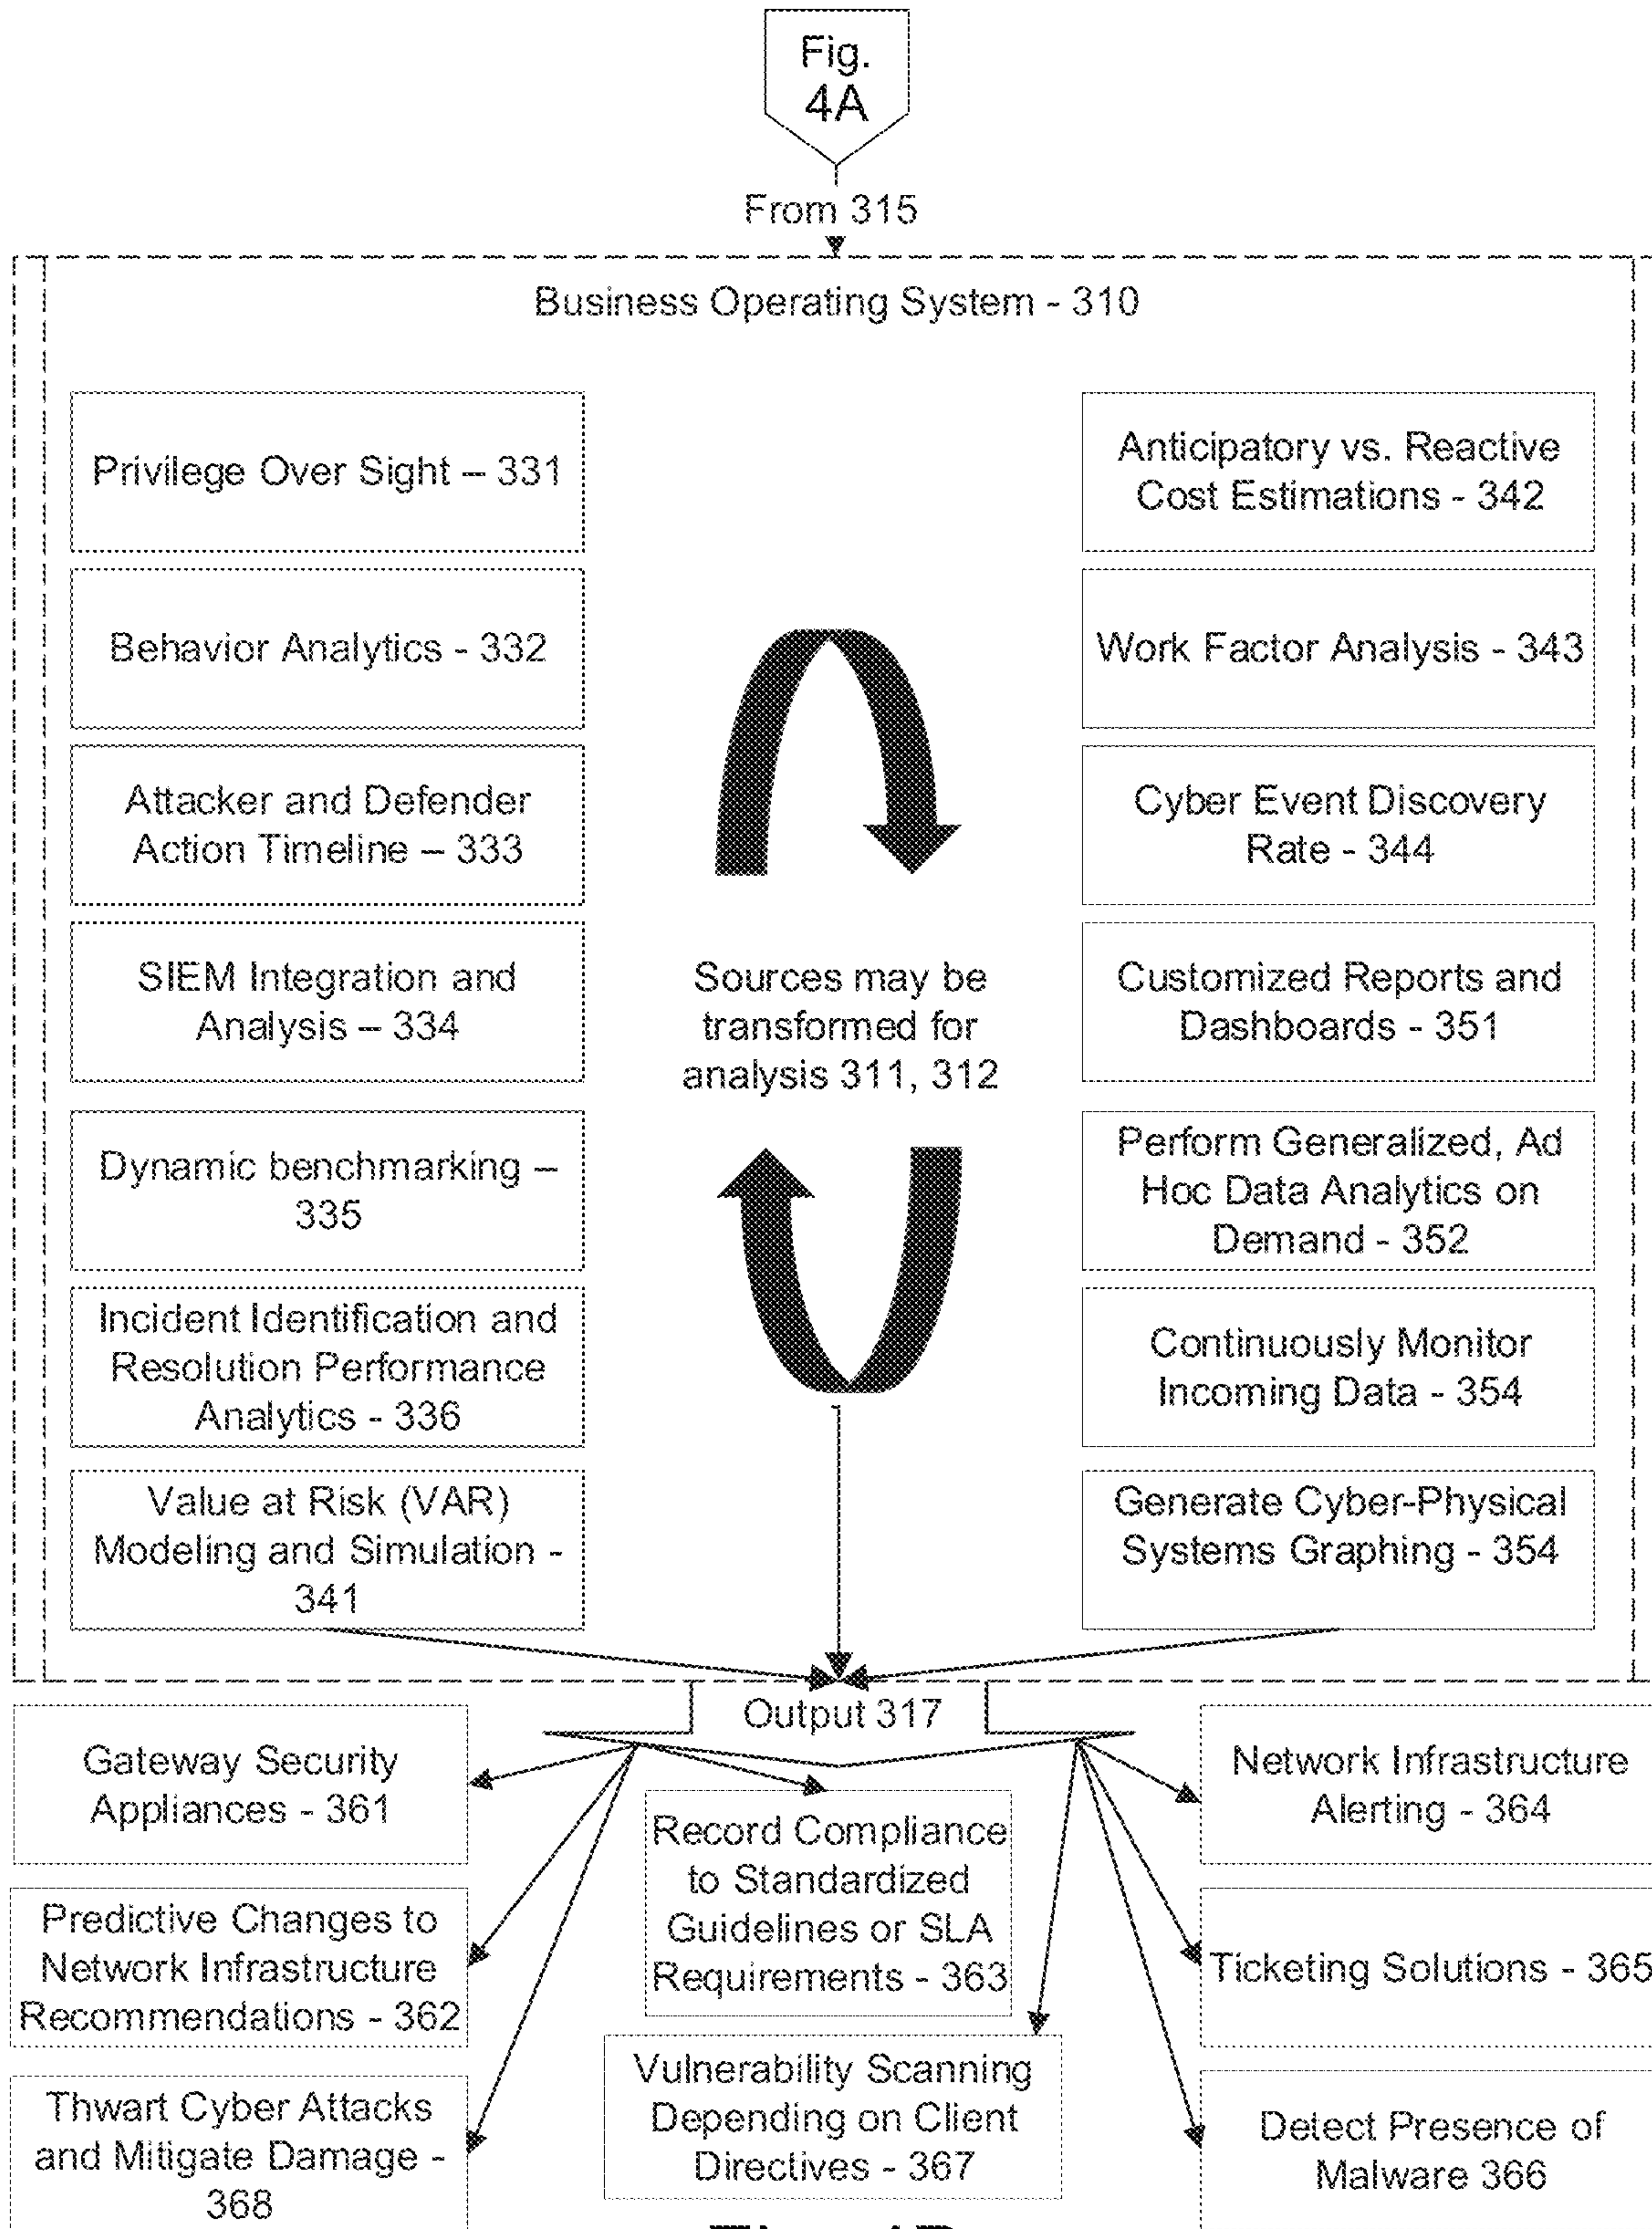 Fig.
4A
From 315
Business Operating System - 310
Privilege Over Sight – 331
Behavior Analytics - 332
Attacker and Defender
Action Timeline – 333
SIEM Integration and
Analysis – 334
Dynamic benchmarking –
335
Incident Identification and
Resolution Performance
Analytics - 336
Value at Risk (VAR)
Modeling and Simulation -
341
Sources may be
transformed for
analysis 311, 312
Anticipatory vs. Reactive
Cost Estimations - 342
Work Factor Analysis - 343
Cyber Event Discovery
Rate - 344
Customized Reports and
Dashboards - 351
Perform Generalized, Ad
Hoc Data Analytics on
Demand - 352
Continuously Monitor
Incoming Data - 354
Generate Cyber-Physical
Systems Graphing - 354
Output 317
Gateway Security
Appliances - 361
Predictive Changes to
Network Infrastructure
Recommendations - 362
Thwart Cyber Attacks
and Mitigate Damage -
368
Record Compliance
to Standardized
Guidelines or SLA
Requirements - 363
Vulnerability Scanning
Depending on Client
Directives - 367
Network Infrastructure
Alerting - 364
Ticketing Solutions - 365
Detect Presence of
Malware 366